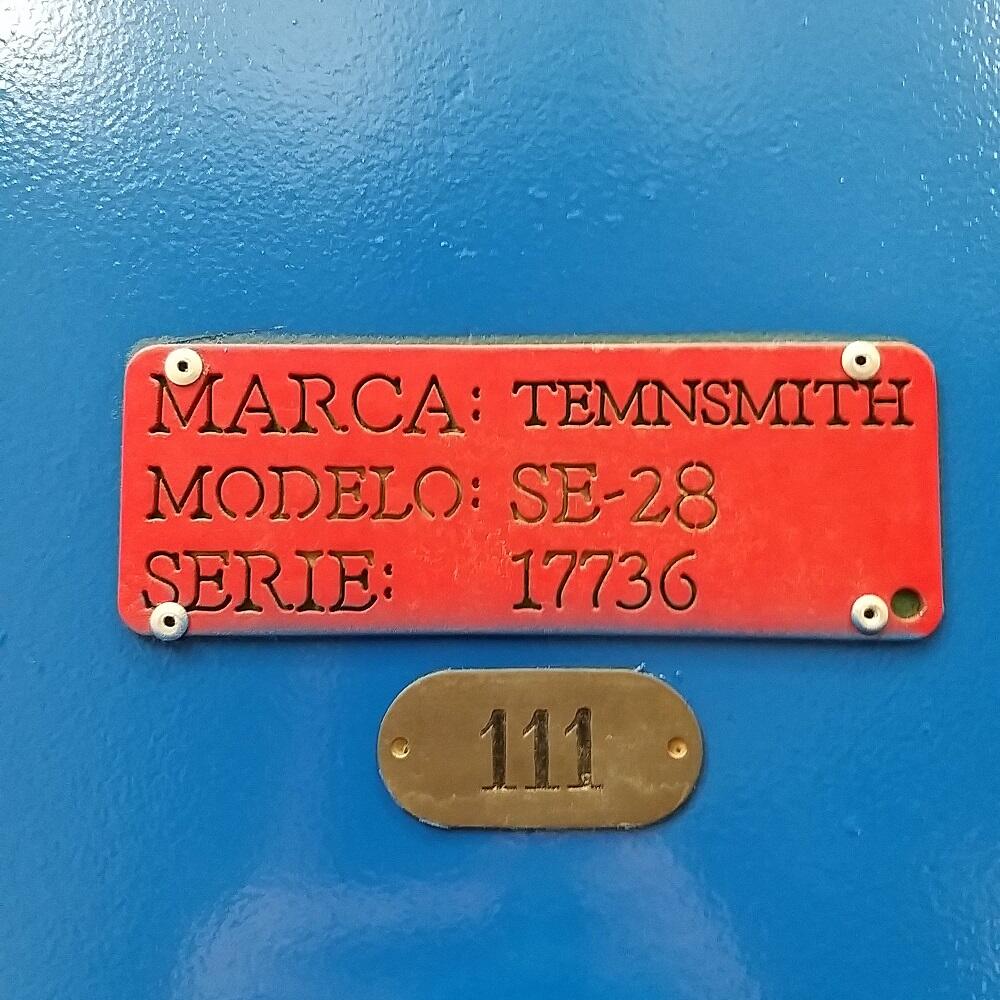 MARCA: TEMNSMITH
MODELO: SE-28
SERIE: 17736
111